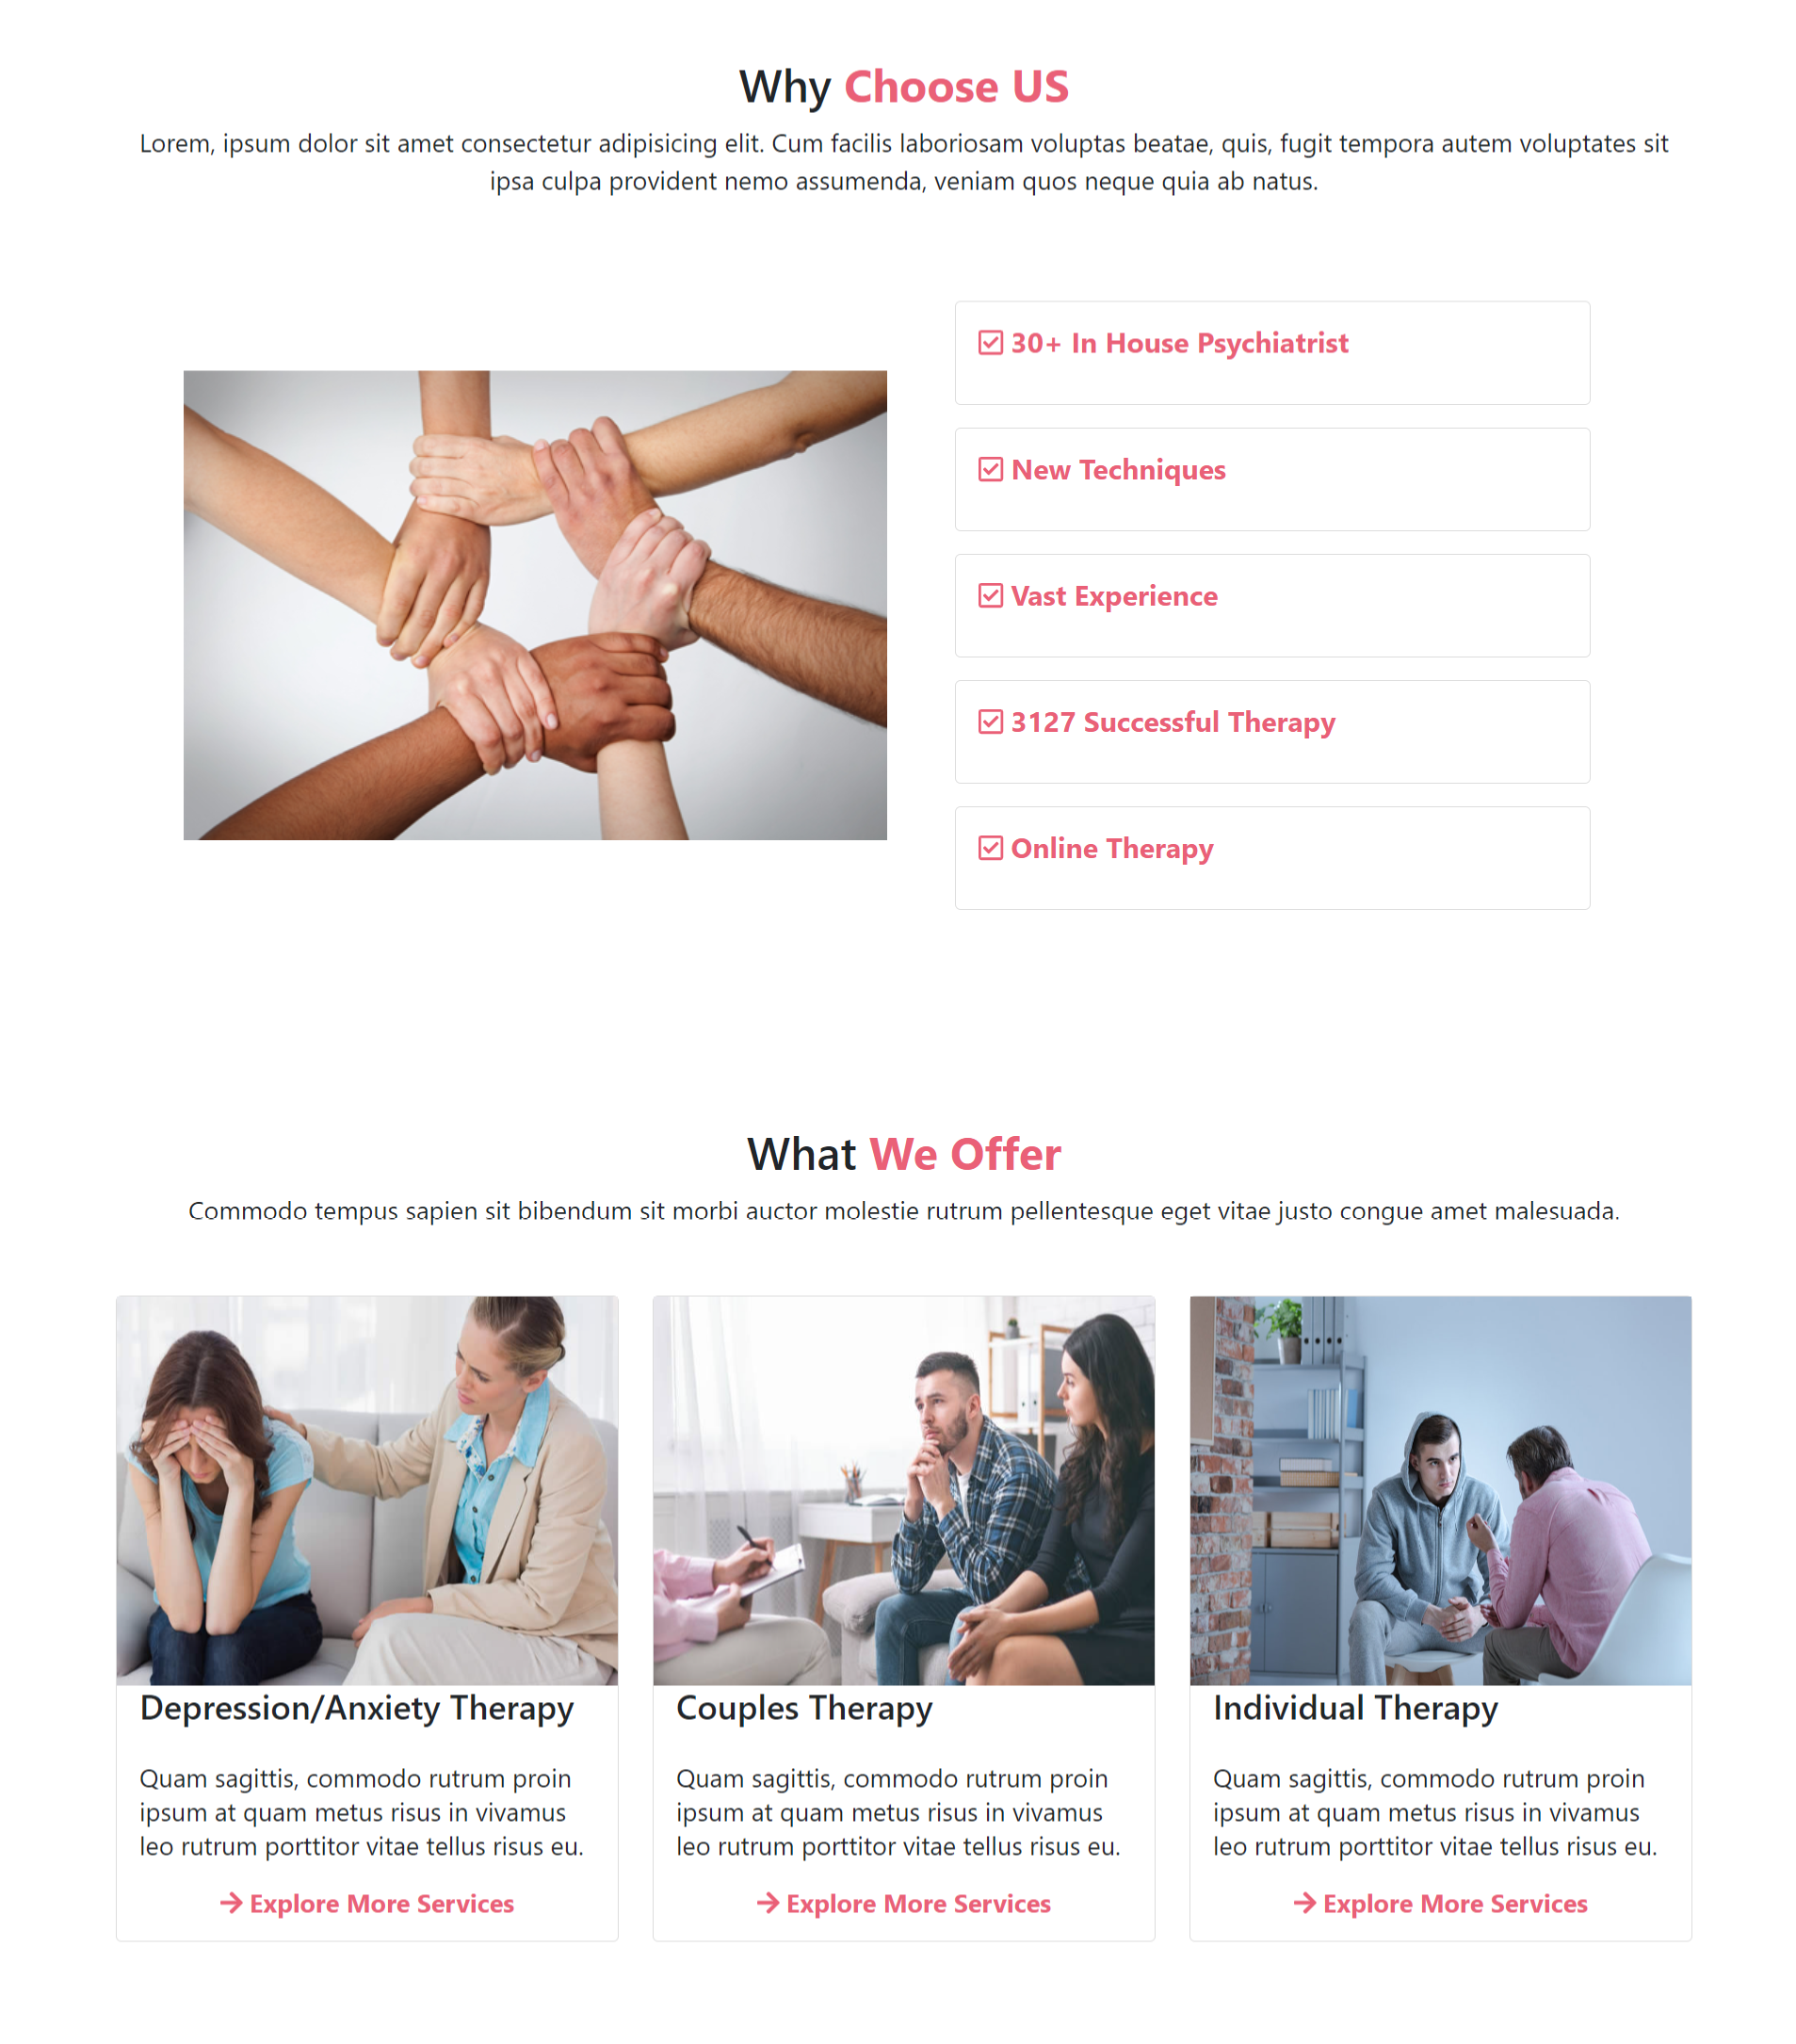 Why Choose US
Lorem, ipsum dolor sit amet consectetur adipisicing elit. Cum facilis laboriosam voluptas beatae, quis, fugit tempora autem voluptates sit
ipsa culpa provident nemo assumenda, veniam quos neque quia ab natus.
30+ In House Psychiatrist
New Techniques
Vast Experience
3127 Successful Therapy
Online Therapy
What We Offer
Commodo tempus sapien sit bibendum sit morbi auctor molestie rutrum pellentesque eget vitae justo congue amet malesuada.
Depression/Anxiety Therapy
Quam sagittis, commodo rutrum proin
ipsum at quam metus risus in vivamus
leo rutrum porttitor vitae tellus risus eu.
Explore More Services
Couples Therapy
Quam sagittis, commodo rutrum proin
ipsum at quam metus risus in vivamus
leo rutrum porttitor vitae tellus risus eu.
Explore More Services
Individual Therapy
Quam sagittis, commodo rutrum proin
ipsum at quam metus risus in vivamus
leo rutrum porttitor vitae tellus risus eu.
Explore More Services